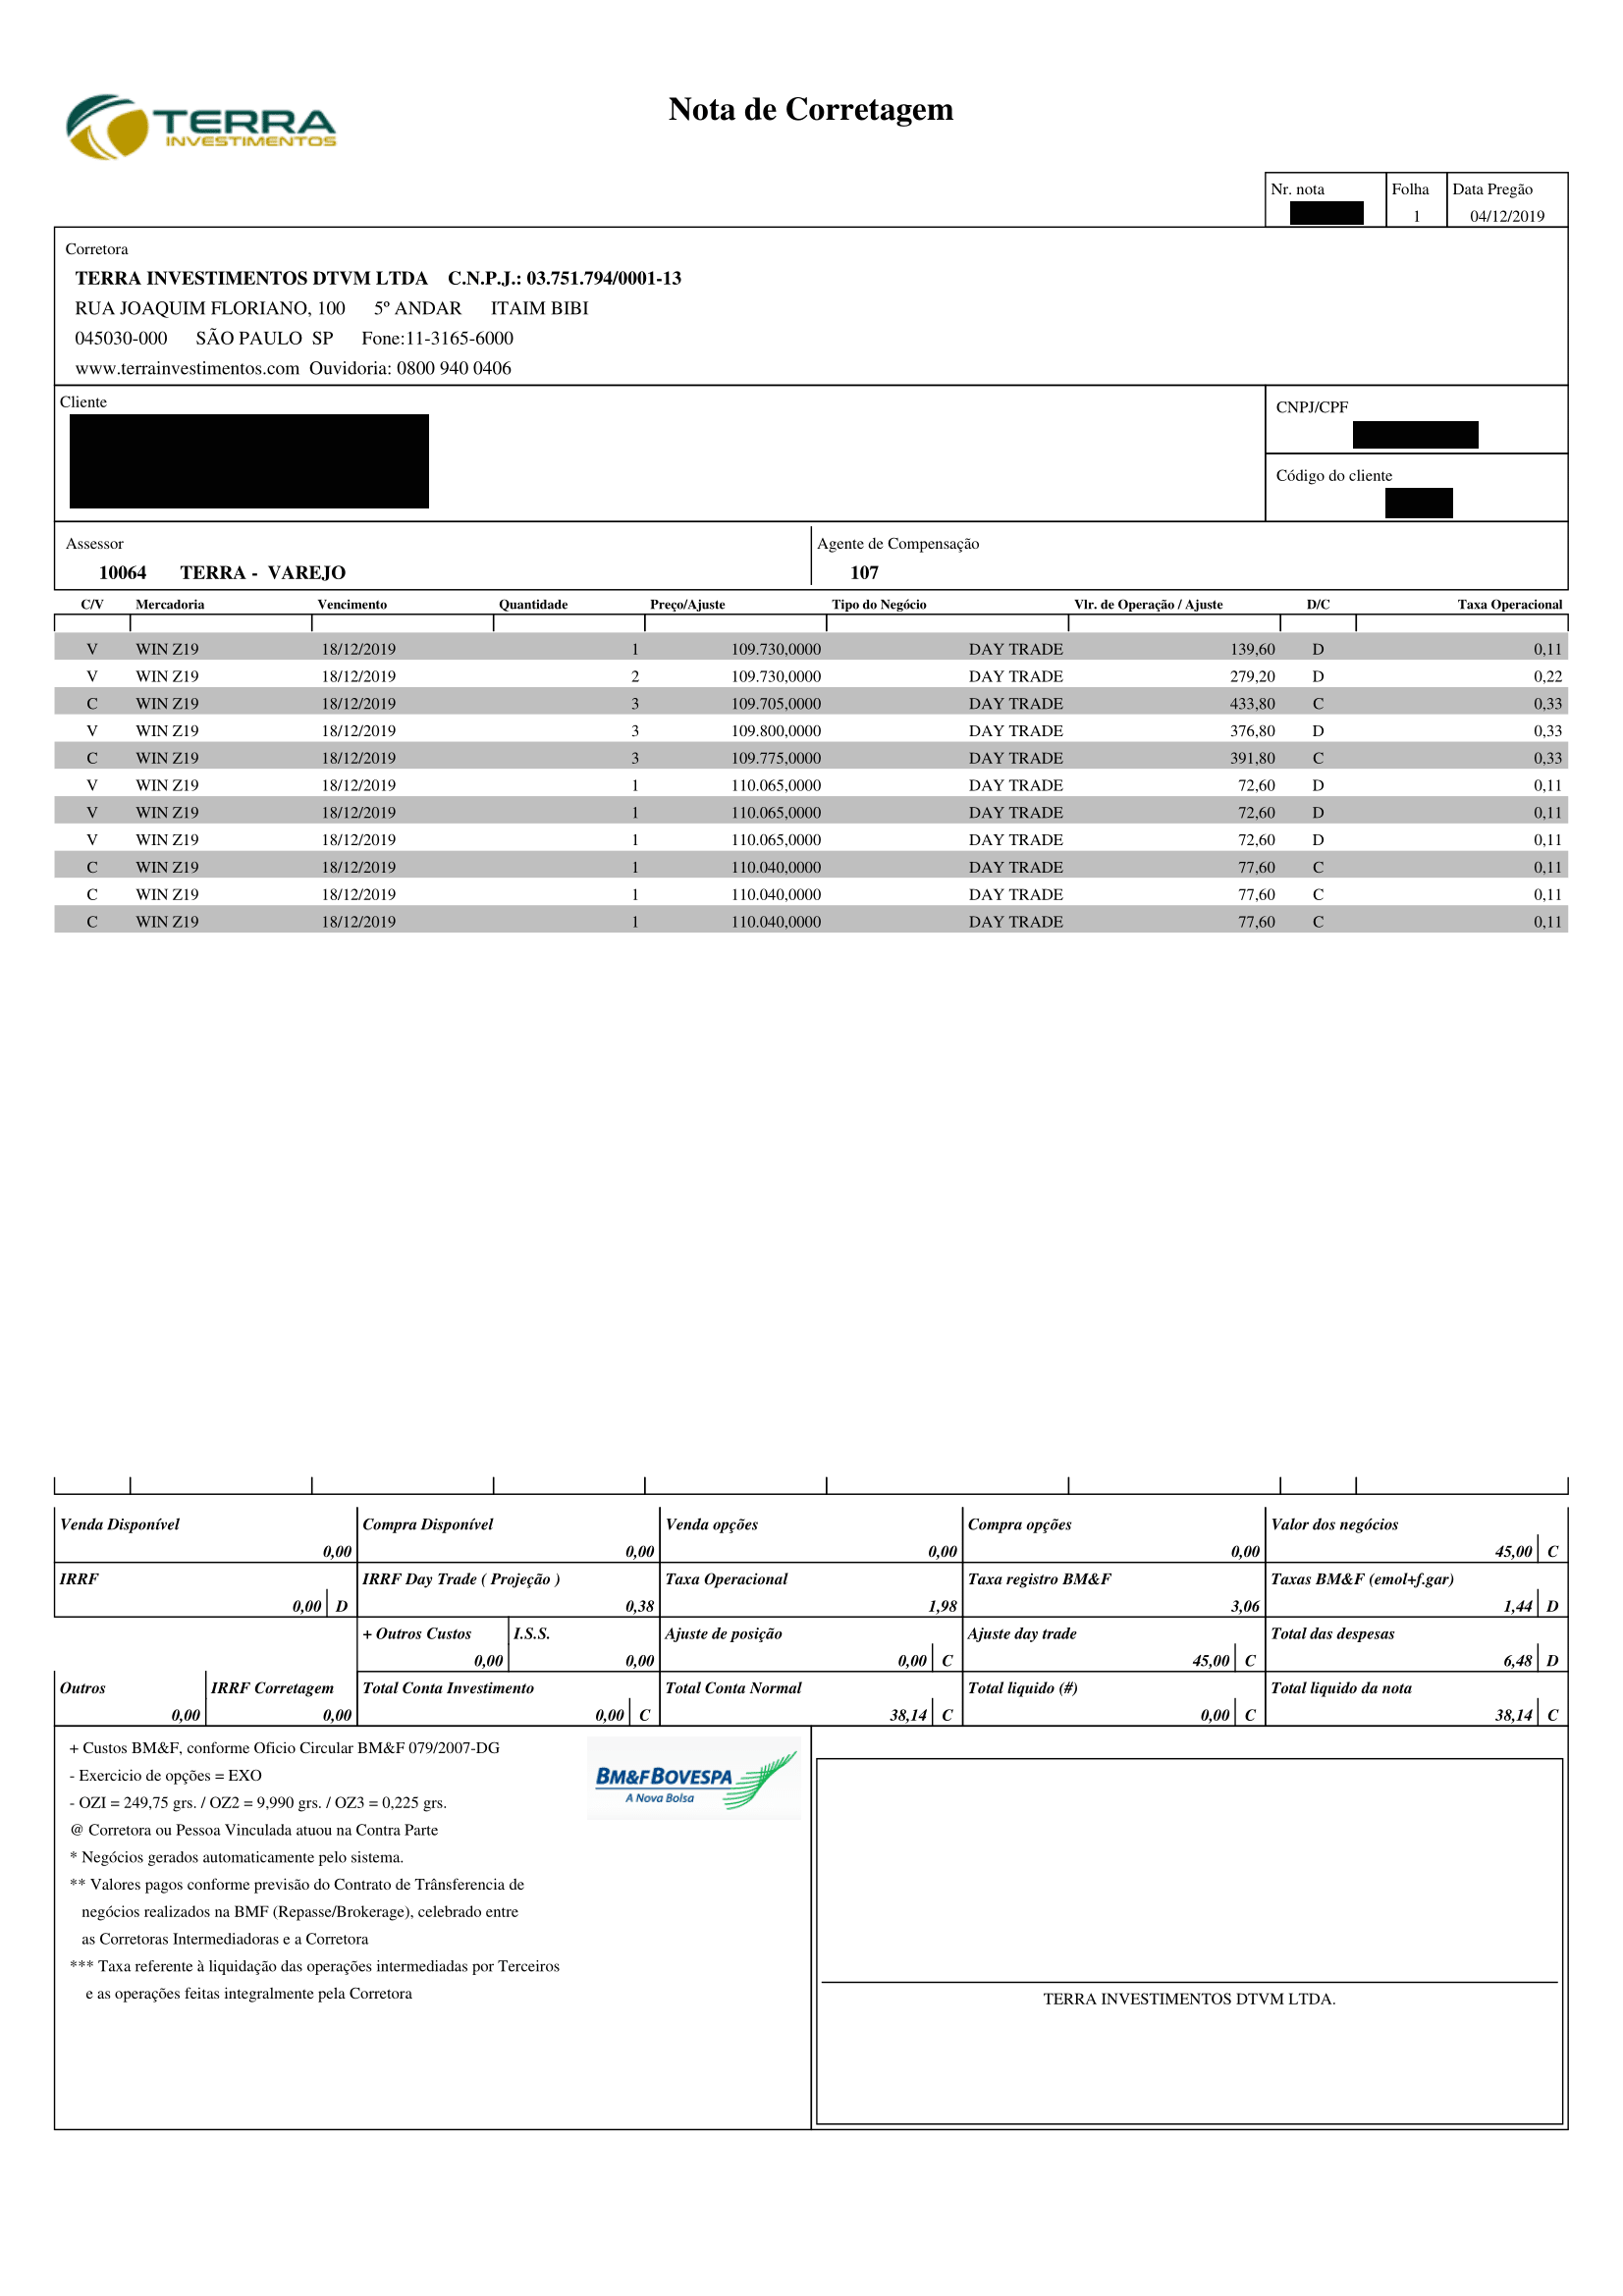 TERRA
INVESTIMENTOS
Nota de Corretagem
Nr. nota Folha Data Pregão
1 04/12/2019
Corretora
TERRA INVESTIMENTOS DTVM LTDA C.N.P.J.: 03.751.794/0001-13
RUA JOAQUIM FLORIANO, 100 5º ANDAR ITAIM BIBI
045030-000 SÃO PAULO SP Fone:11-3165-6000
www.terrainvestimentos.com Ouvidoria: 0800 940 0406
Cliente
CNPJ/CPF
Código do cliente
Assessor Agente de Compensação
10064 TERRA - VAREJO 107
C/V Mercadoria Vencimento Quantidade Preço/Ajuste Tipo do Negócio Vlr. de Operação / Ajuste D/C Taxa Operacional
V WIN Z19 18/12/2019 1 109.730,0000 DAY TRADE 139,60 D 0,11
V WIN Z19 18/12/2019 2 109.730,0000 DAY TRADE 279,20 D 0,22
C WIN Z19 18/12/2019 3 109.705,0000 DAY TRADE 433,80 C 0,33
V WIN Z19 18/12/2019 3 109.800,0000 DAY TRADE 376,80 D 0,33
C WIN Z19 18/12/2019 3 109.775,0000 DAY TRADE 391,80 C 0,33
V WIN Z19 18/12/2019 1 110.065,0000 DAY TRADE 72,60 D 0,11
V WIN Z19 18/12/2019 1 110.065,0000 DAY TRADE 72,60 D 0,11
V WIN Z19 18/12/2019 1 110.065,0000 DAY TRADE 72,60 D 0,11
C WIN Z19 18/12/2019 1 110.040,0000 DAY TRADE 77,60 C 0,11
C WIN Z19 18/12/2019 1 110.040,0000 DAY TRADE 77,60 C 0,11
C WIN Z19 18/12/2019 1 110.040,0000 DAY TRADE 77,60 C 0,11
Venda Disponível Compra Disponível Venda opções Compra opções Valor dos negócios
0,00 0,00 0,00 0,00 45,00 C
IRRF IRRF Day Trade ( Projeção ) Taxa Operacional Taxa registro BM&F Taxas BM&F (emol+f.gar)
0,00 D 0,38 1,98 3,06 1,44 D
+ Outros Custos I.S.S. Ajuste de posição Ajuste day trade Total das despesas
0,00 0,00 0,00 C 45,00 C 6,48 D
Outros IRRF Corretagem Total Conta Investimento Total Conta Normal Total liquido (#) Total liquido da nota
0,00 0,00 0,00 C 38,14 C 0,00 C 38,14 C
+ Custos BM&F, conforme Oficio Circular BM&F 079/2007-DG
- Exercicio de opções = EXO
- OZI = 249,75 grs. / OZ2 = 9,990 grs. / OZ3 = 0,225 grs.
@ Corretora ou Pessoa Vinculada atuou na Contra Parte
* Negócios gerados automaticamente pelo sistema.
** Valores pagos conforme previsão do Contrato de Trânsferencia de
negócios realizados na BMF (Repasse/Brokerage), celebrado entre
as Corretoras Intermediadoras e a Corretora
*** Taxa referente à liquidação das operações intermediadas por Terceiros
e as operações feitas integralmente pela Corretora
BM&FBOVESPA
A Nova Bolsa
TERRA INVESTIMENTOS DTVM LTDA.